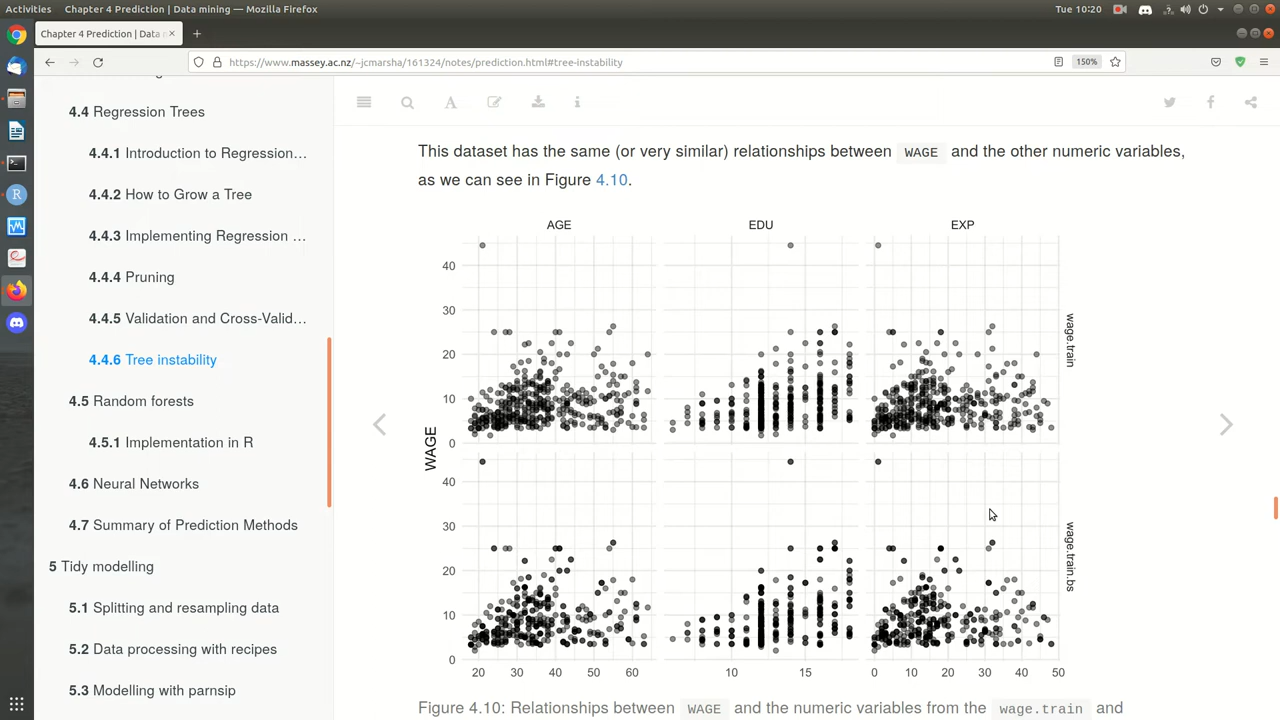 Activities Chapter 4 Prediction | Data mining — Mozilla Firefox Tue 10:20
Chapter 4 Prediction | Data
https://www.massey.ac.nz/~jcmarsha/161324/notes/prediction.html#tree-instability 150%
4.4 Regression Trees
4.4.1 Introduction to Regression…
4.4.2 How to Grow a Tree
4.4.3 Implementing Regression …
4.4.4 Pruning
4.4.5 Validation and Cross-Valid…
4.4.6 Tree instability
4.5 Random forests
4.5.1 Implementation in R
4.6 Neural Networks
4.7 Summary of Prediction Methods
5 Tidy modelling
5.1 Splitting and resampling data
5.2 Data processing with recipes
5.3 Modelling with parnsip
This dataset has the same (or very similar) relationships between WAGE and the other numeric variables,
as we can see in Figure 4.10.
AGE EDU EXP
40
30
20
10
0
wage.train
WAGE
40
30
20
10
0
wage.train.bs
20 30 40 50 60 10 15 0 10 20 30 40 50
Figure 4.10: Relationships between WAGE and the numeric variables from the wage.train and